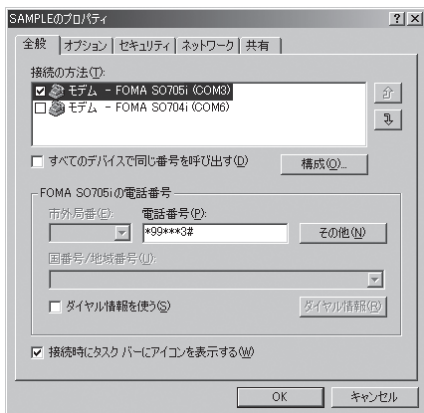 SAMPLEのプロパティ
全般 オプション セキュリティ ネットワーク 共有
接続の方法(T):
モデム - FOMA SO705i (COM3)
モデム - FOMA SO704i (COM6)
すべてのデバイスで同じ番号を呼び出す(D)
構成(O)...
FOMA SO705iの電話番号
市外局番(E): 電話番号(P):
*99***3#
その他(N)
国番号/地域番号(U):
ダイヤル情報を使う(S)
ダイヤル情報(R)
接続時にタスク バーにアイコンを表示する(W)
OK キャンセル